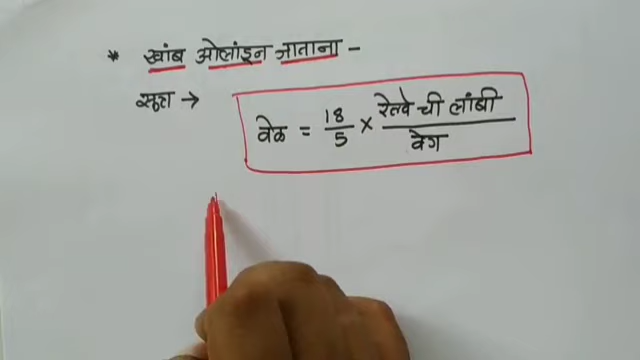 * खांब ओलांडून जाताना -
सूत्र → वेळ = 18/5 × रेल्वे ची लांबी / वेग